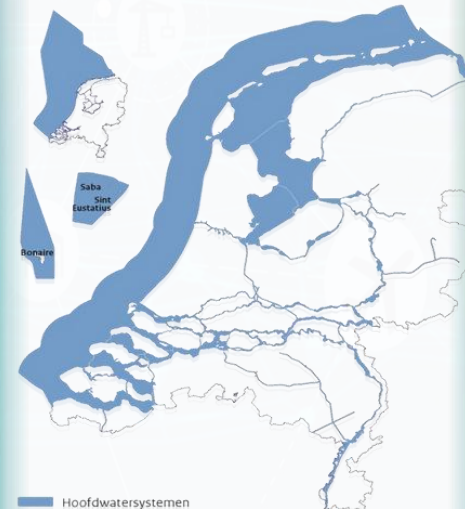 Saba
Sint
Eustatius
Bonaire
Hoofdwatersystemen